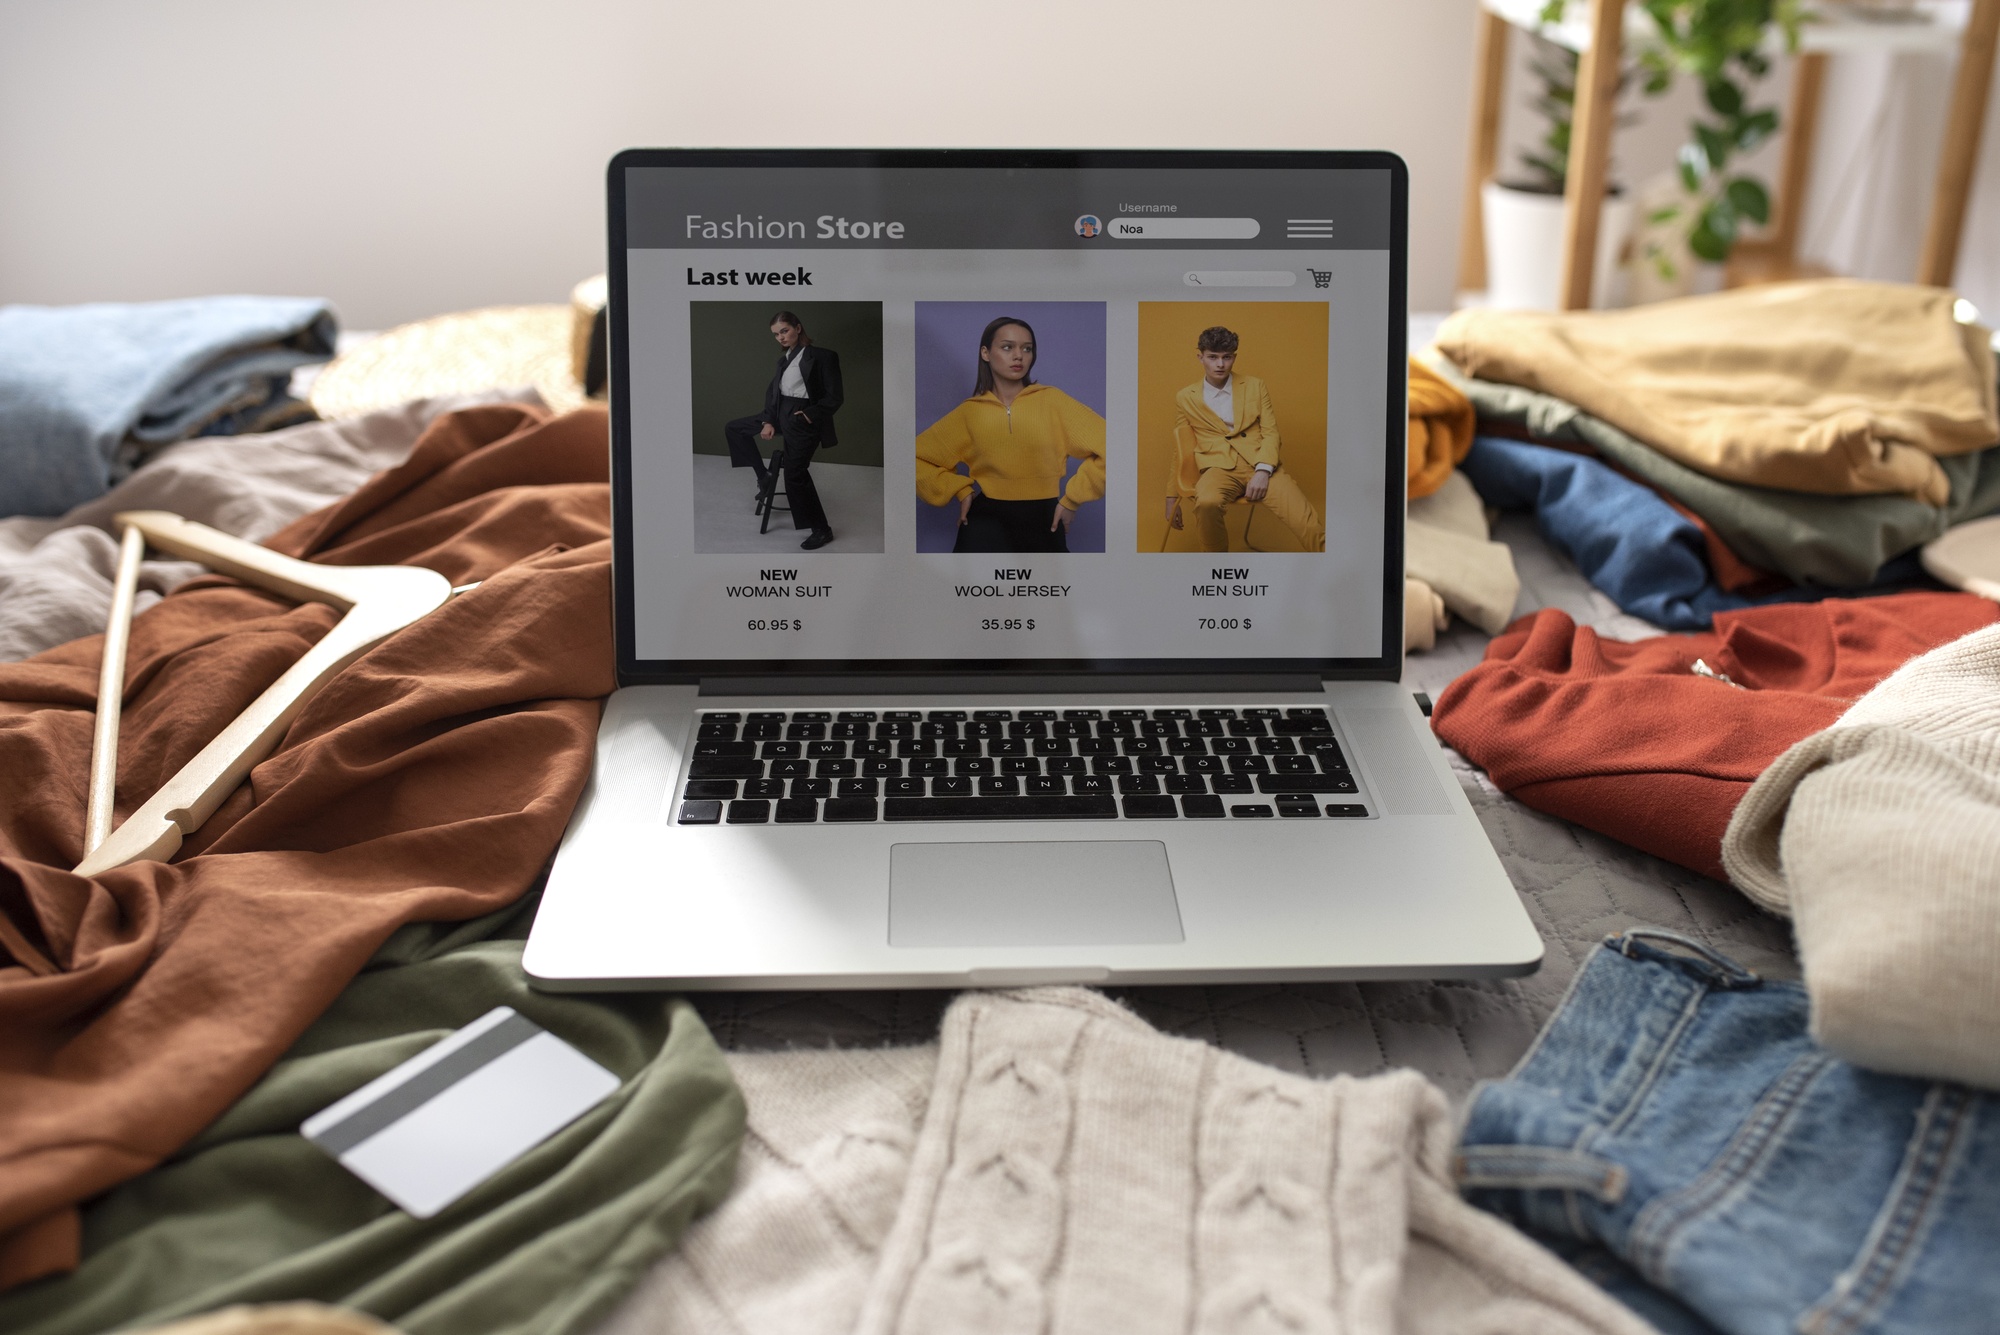 Fashion Store
Username
Noa
Last week
NEW
WOMAN SUIT
60.95 $
NEW
WOOL JERSEY
35.95 $
NEW
MEN SUIT
70.00 $
Q W E R T Z U I O P Ü
A S D F G H J K L Ö Ä
Y X C V B N M
fn